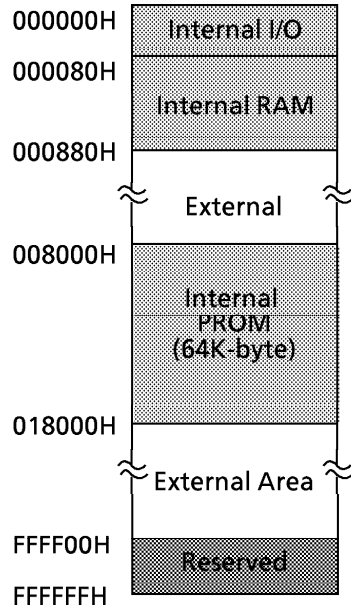 000000H
Internal I/O
000080H
Internal RAM
000880H
External
008000H
Internal
PROM
(64K-byte)
018000H
External Area
FFFF00H
Reserved
FFFFFFH